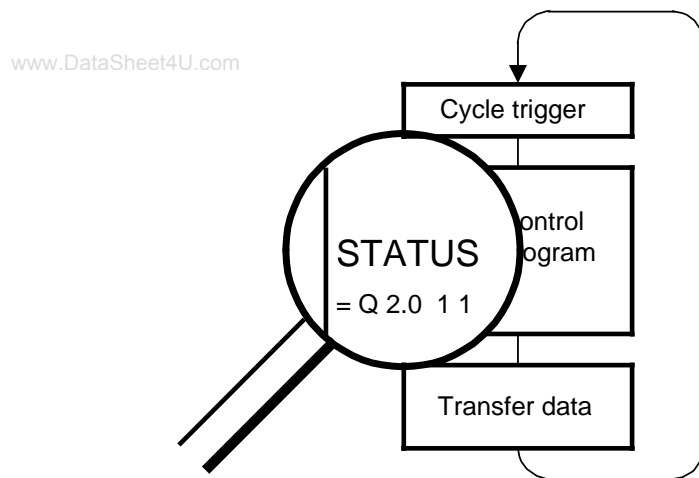 www.DataSheet4U.com
Cycle trigger
ontrol
ogram
STATUS
= Q 2.0 1 1
Transfer data